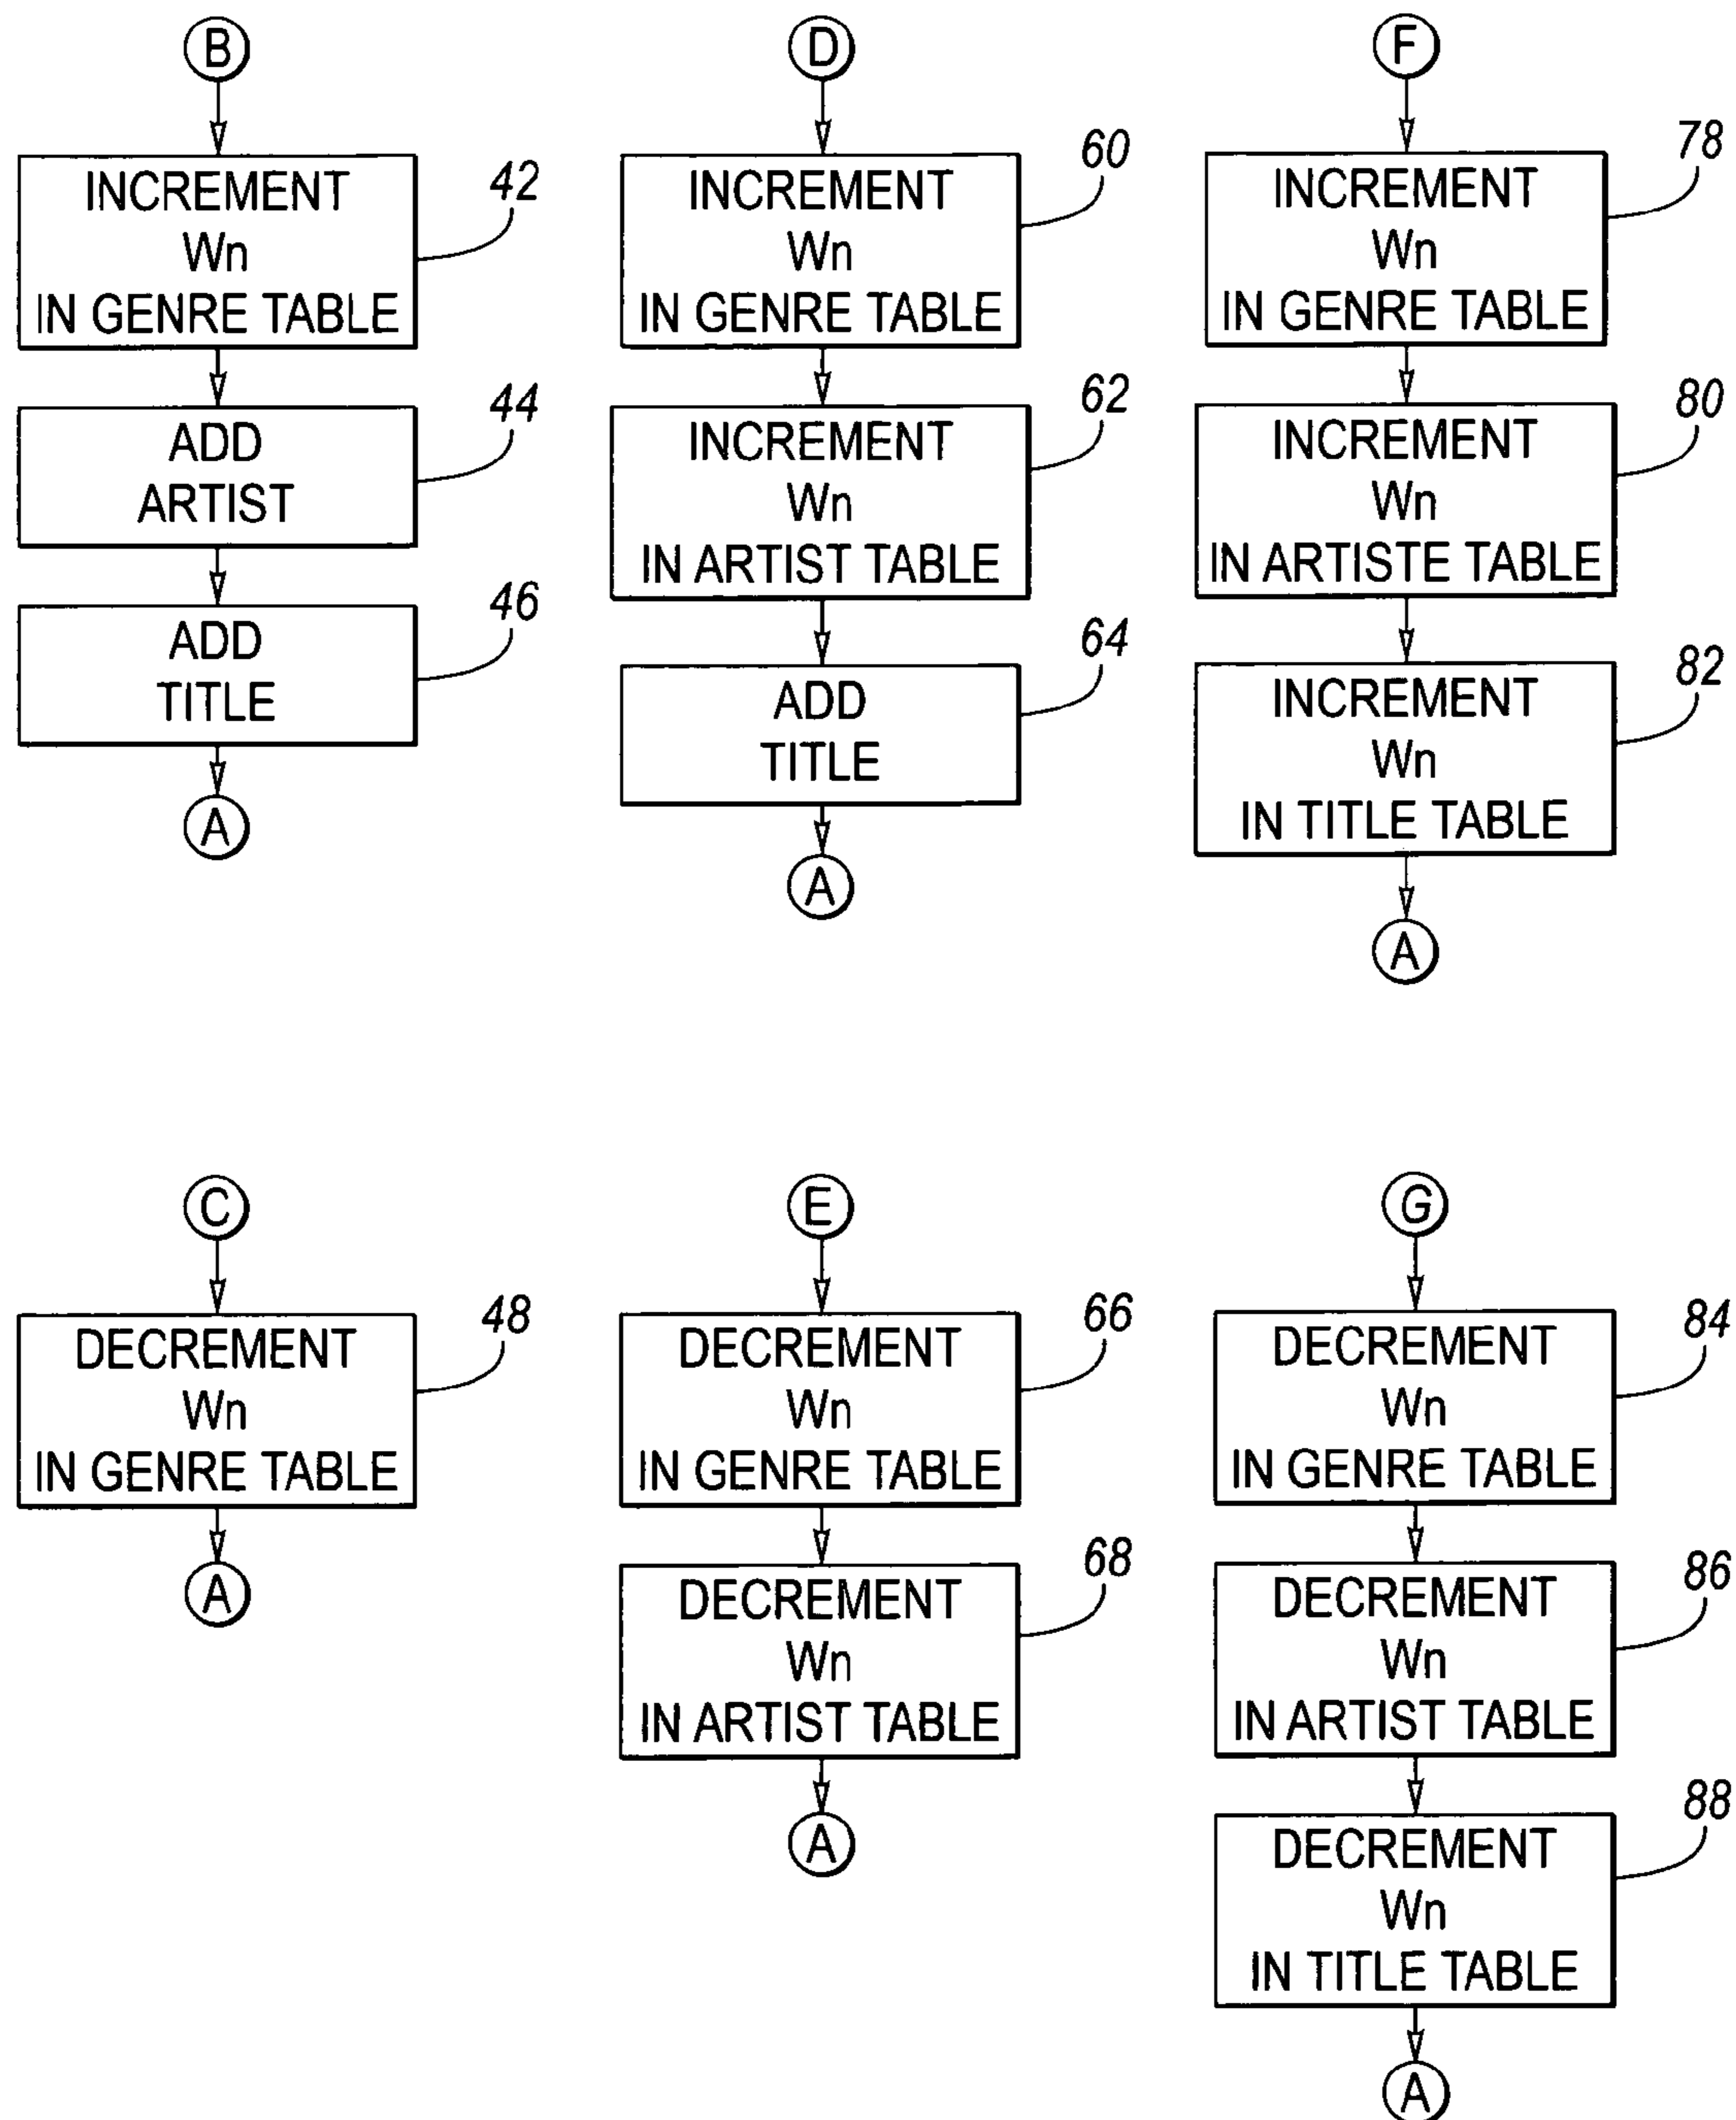 B
INCREMENT
Wn
IN GENRE TABLE
42
ADD
ARTIST
44
ADD
TITLE
46
A
D
INCREMENT
Wn
IN GENRE TABLE
60
INCREMENT
Wn
IN ARTIST TABLE
62
ADD
TITLE
64
A
F
INCREMENT
Wn
IN GENRE TABLE
78
INCREMENT
Wn
IN ARTISTE TABLE
80
INCREMENT
Wn
IN TITLE TABLE
82
A
C
DECREMENT
Wn
IN GENRE TABLE
48
A
E
DECREMENT
Wn
IN GENRE TABLE
66
DECREMENT
Wn
IN ARTIST TABLE
68
A
G
DECREMENT
Wn
IN GENRE TABLE
84
DECREMENT
Wn
IN ARTIST TABLE
86
DECREMENT
Wn
IN TITLE TABLE
88
A